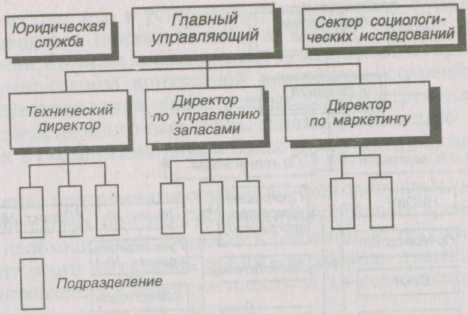 Юридическая
служба
Главный
управляющий
Сектор социологи-
ческих исследований
Технический
директор
Директор
по управлению
запасами
Директор
по маркетингу
Подразделение